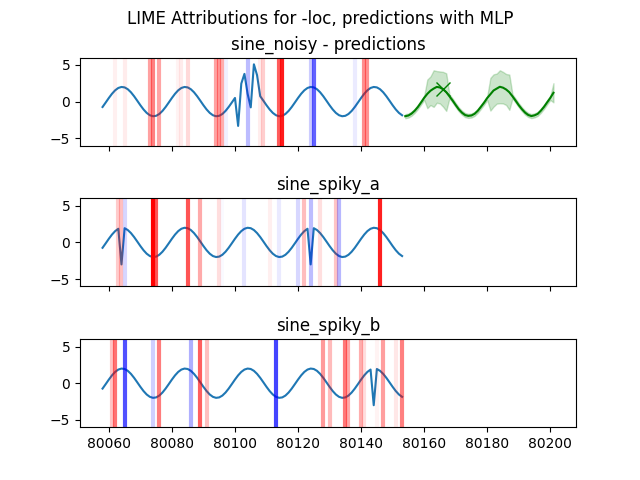 LIME Attributions for -loc, predictions with MLP
sine_noisy - predictions
5
0
−5
sine_spiky_a
5
0
−5
sine_spiky_b
5
0
−5
80060 80080 80100 80120 80140 80160 80180 80200